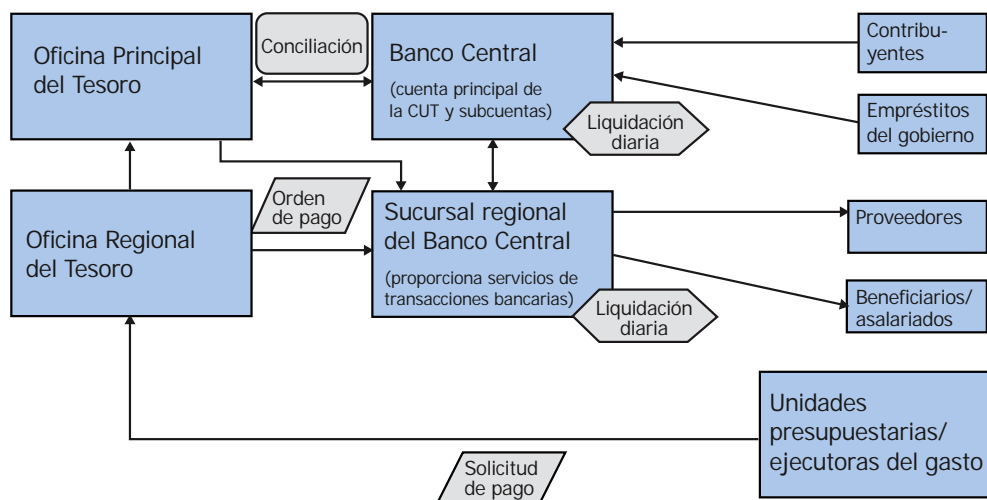 Oficina Principal
del Tesoro
Conciliación
Banco Central
(cuenta principal de
la CUT y subcuentas)
Liquidación
diaria
Contribu-
yentes
Empréstitos
del gobierno
Oficina Regional
del Tesoro
Orden
de pago
Sucursal regional
del Banco Central
(proporciona servicios de
transacciones bancarias)
Liquidación
diaria
Proveedores
Beneficiarios/
asalariados
Unidades
presupuestarias/
ejecutoras del gasto
Solicitud
de pago